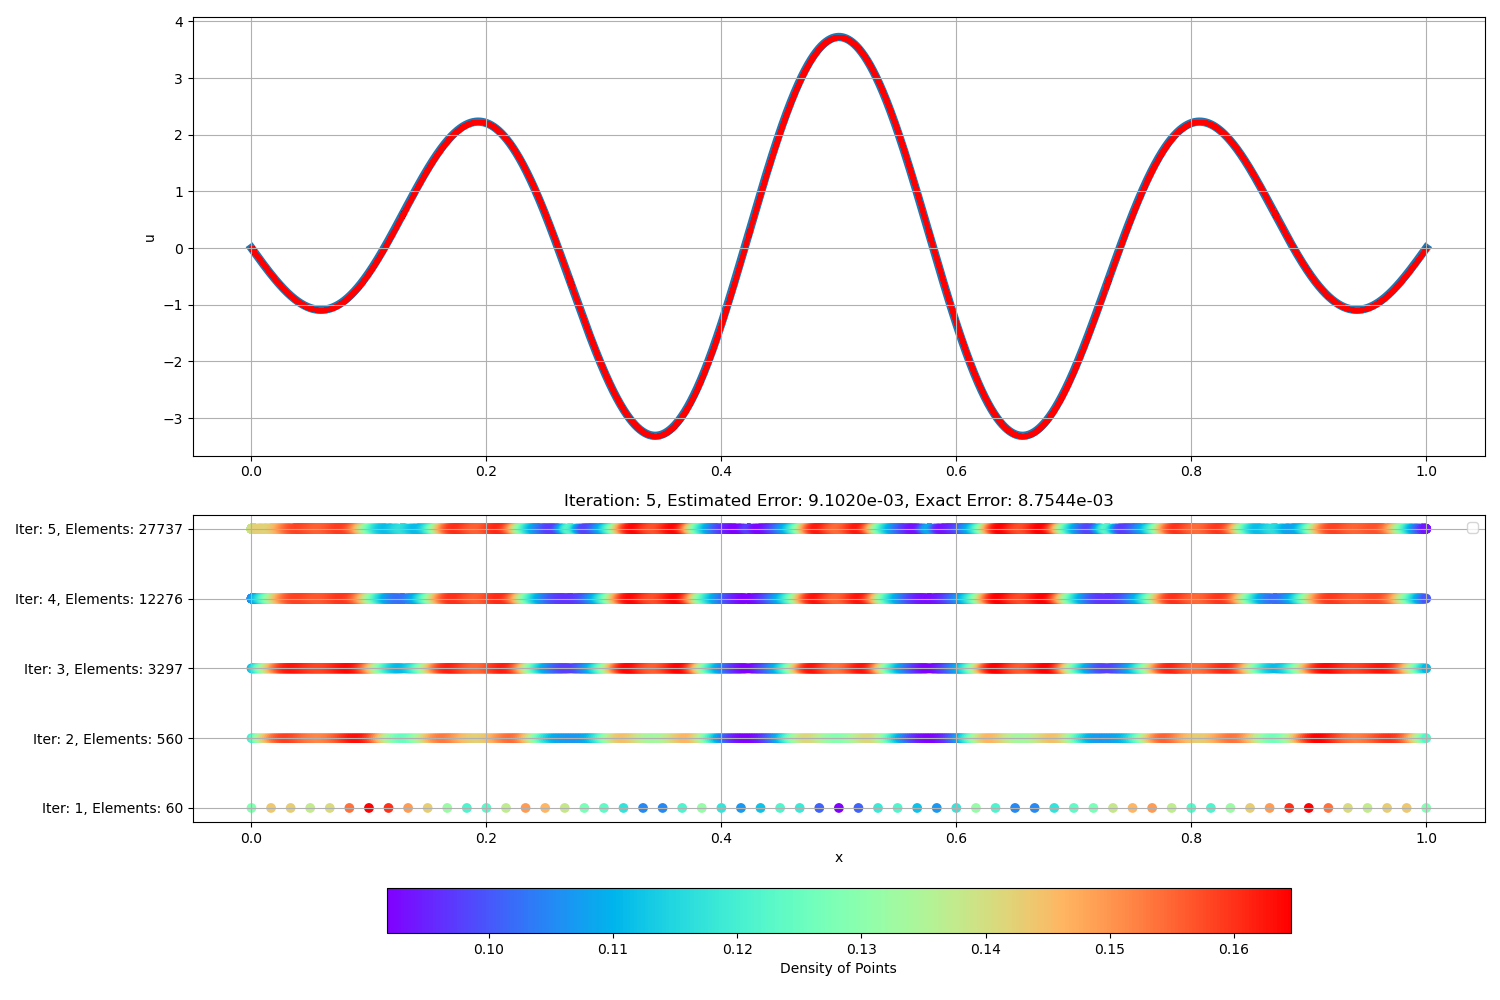 4
3
2
1
0
−1
−2
−3
u
0.0 0.2 0.4 0.6 0.8 1.0
Iteration: 5, Estimated Error: 9.1020e-03, Exact Error: 8.7544e-03
Iter: 5, Elements: 27737
Iter: 4, Elements: 12276
Iter: 3, Elements: 3297
Iter: 2, Elements: 560
Iter: 1, Elements: 60
0.0 0.2 0.4 0.6 0.8 1.0
x
0.10 0.11 0.12 0.13 0.14 0.15 0.16
Density of Points